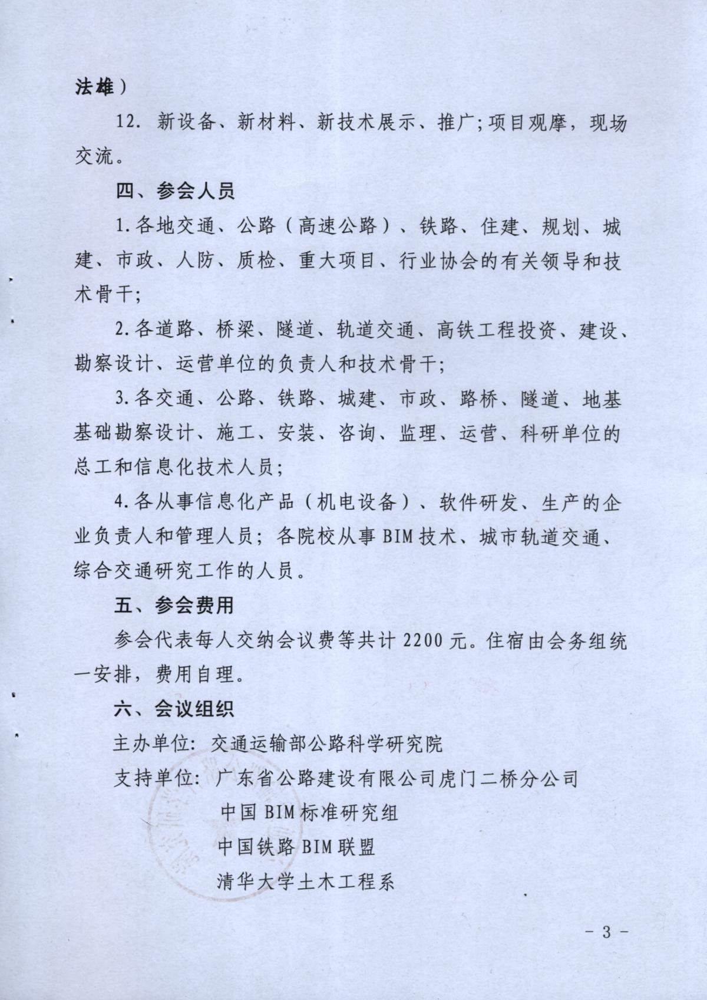 法雄）
12. 新设备、新材料、新技术展示、推广;项目观摩，现场
交流。
四、参会人员
1.各地交通、公路（高速公路）、铁路、住建、规划、城
建、市政、人防、质检、重大项目、行业协会的有关领导和技
术骨干;
2.各道路、桥梁、隧道、轨道交通、高铁工程投资、建设、
勘察设计、运营单位的负责人和技术骨干;
3.各交通、公路、铁路、城建、市政、路桥、隧道、地基
基础勘察设计、施工、安装、咨询、监理、运营、科研单位的
总工和信息化技术人员;
4.各从事信息化产品（机电设备）、软件研发、生产的企
业负责人和管理人员; 各院校从事 BIM 技术、城市轨道交通、
综合交通研究工作的人员。
五、参会费用
参会代表每人交纳会议费等共计 2200 元。住宿由会务组统
一安排，费用自理。
六、会议组织
主办单位: 交通运输部公路科学研究院
支持单位: 广东省公路建设有限公司虎门二桥分公司
中国 BIM 标准研究组
中国铁路 BIM 联盟
清华大学土木工程系
- 3 -